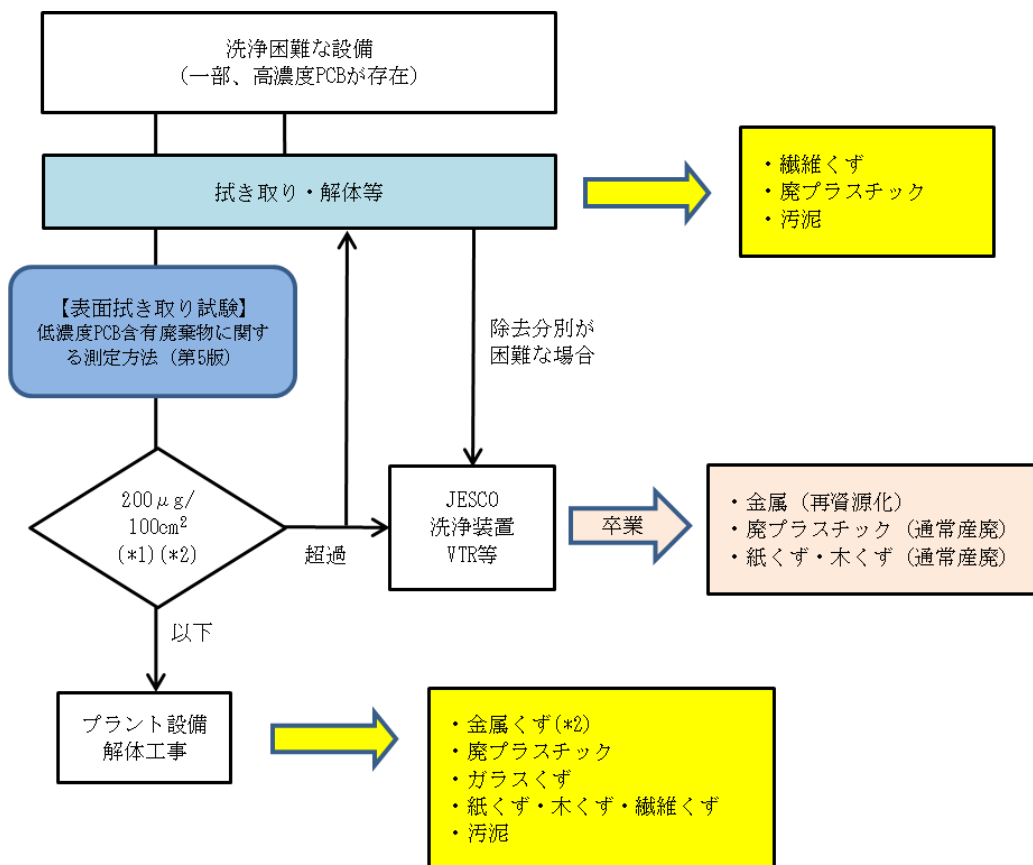 洗浄困難な設備
（一部、高濃度PCBが存在）
拭き取り・解体等
・繊維くず
・廃プラスチック
・汚泥
【表面拭き取り試験】
低濃度PCB含有廃棄物に関す
る測定方法（第5版）
除去分別が
困難な場合
200μg/
100cm²
(*1)(*2)
超過
JESCO
洗浄装置
VTR等
卒業
・金属（再資源化）
・廃プラスチック（通常産廃）
・紙くず・木くず（通常産廃）
以下
プラント設備
解体工事
・金属くず(*2)
・廃プラスチック
・ガラスくず
・紙くず・木くず・繊維くず
・汚泥